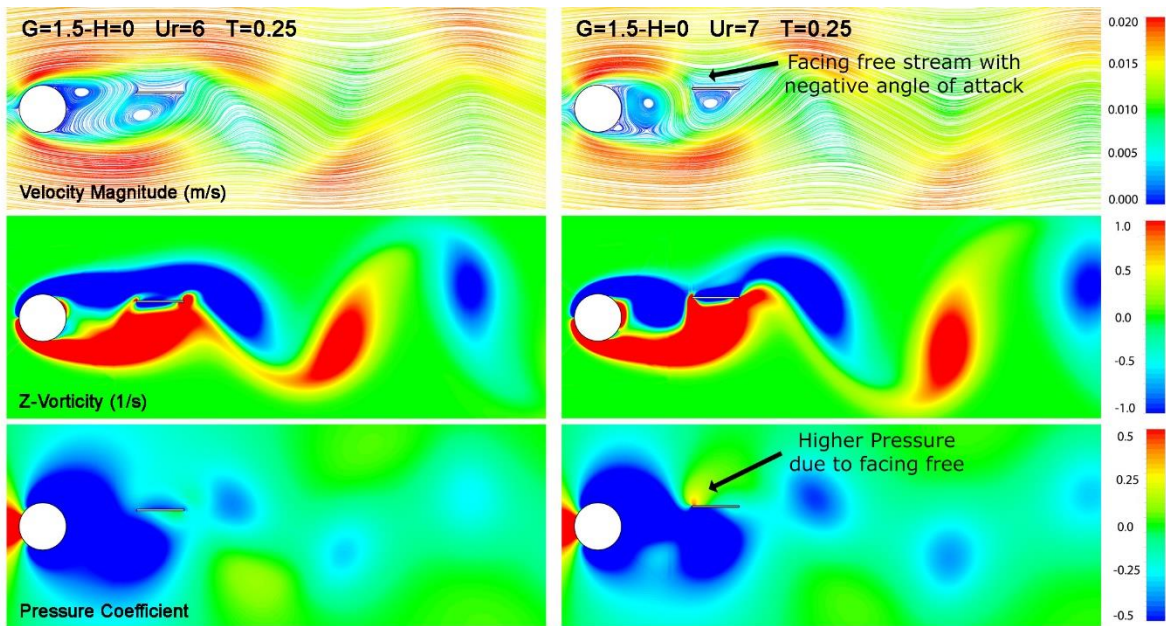 G=1.5-H=0 Ur=6 T=0.25
G=1.5-H=0 Ur=7 T=0.25
Facing free stream with
negative angle of attack
Velocity Magnitude (m/s)
0.020
0.015
0.010
0.005
0.000
Z-Vorticity (1/s)
1.0
0.5
0.0
-0.5
-1.0
Higher Pressure
due to facing free
Pressure Coefficient
0.5
0.25
0.0
-0.25
-0.5